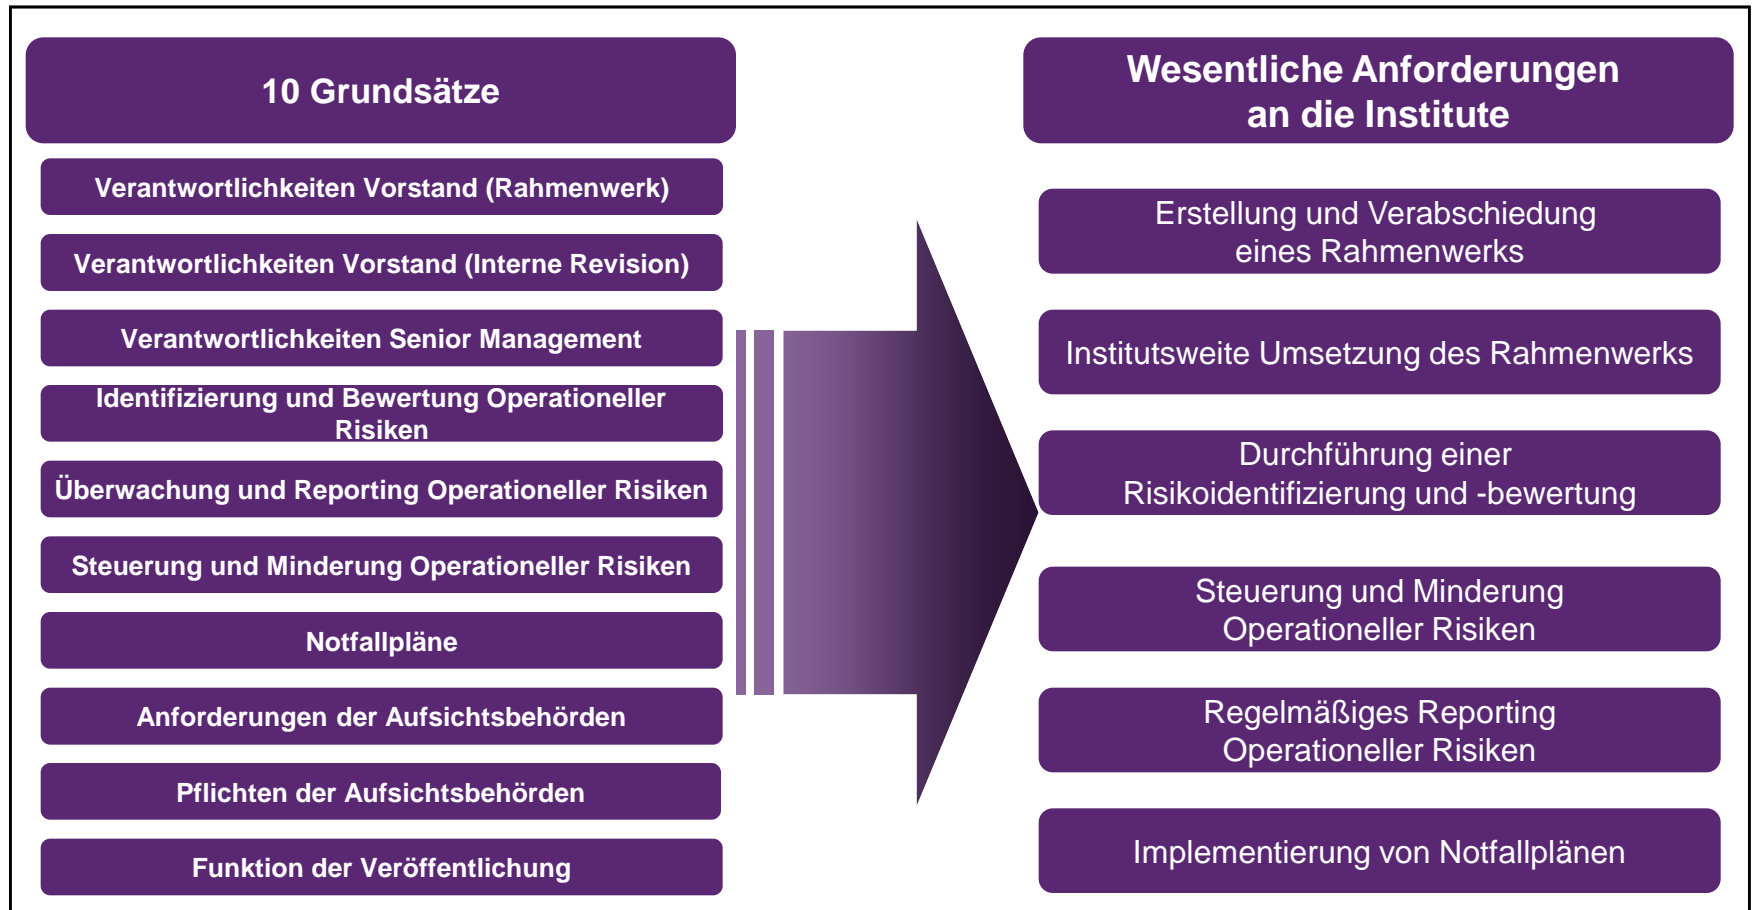 10 Grundsätze
Verantwortlichkeiten Vorstand (Rahmenwerk)
Verantwortlichkeiten Vorstand (Interne Revision)
Verantwortlichkeiten Senior Management
Identifizierung und Bewertung Operationeller
Risiken
Überwachung und Reporting Operationeller Risiken
Steuerung und Minderung Operationeller Risiken
Notfallpläne
Anforderungen der Aufsichtsbehörden
Pflichten der Aufsichtsbehörden
Funktion der Veröffentlichung
Wesentliche Anforderungen
an die Institute
Erstellung und Verabschiedung
eines Rahmenwerks
Institutsweite Umsetzung des Rahmenwerks
Durchführung einer
Risikoidentifizierung und -bewertung
Steuerung und Minderung
Operationeller Risiken
Regelmäßiges Reporting
Operationeller Risiken
Implementierung von Notfallplänen